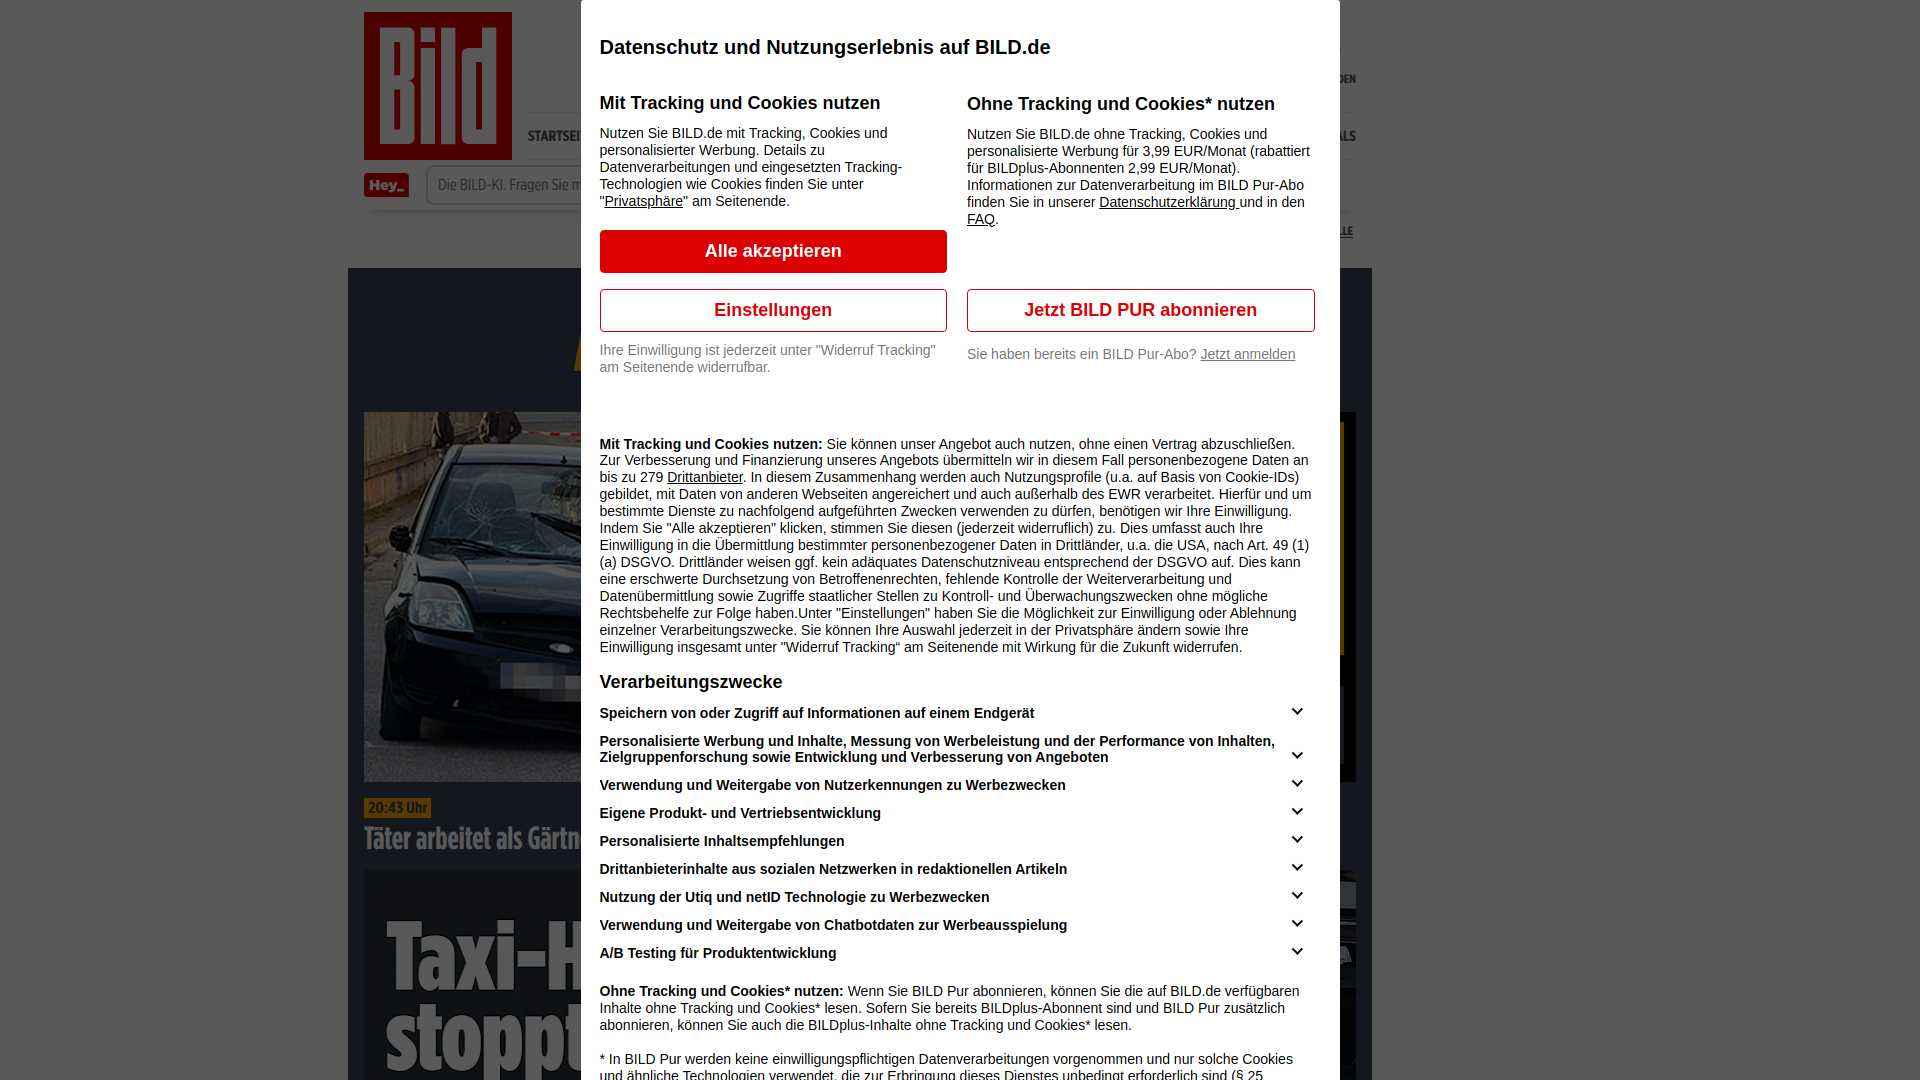 Bild
Datenschutz und Nutzungserlebnis auf BILD.de
Mit Tracking und Cookies nutzen
Nutzen Sie BILD.de mit Tracking, Cookies und
personalisierter Werbung. Details zu
Datenverarbeitungen und eingesetzten Tracking-
Technologien wie Cookies finden Sie unter
"Privatsphäre" am Seitenende.
Alle akzeptieren
Einstellungen
Ihre Einwilligung ist jederzeit unter "Widerruf Tracking"
am Seitenende widerrufbar.
Ohne Tracking und Cookies* nutzen
Nutzen Sie BILD.de ohne Tracking, Cookies und
personalisierte Werbung für 3,99 EUR/Monat (rabattiert
für BILDplus-Abonnenten 2,99 EUR/Monat).
Informationen zur Datenverarbeitung im BILD Pur-Abo
finden Sie in unserer Datenschutzerklärung und in den
FAQ.
Jetzt BILD PUR abonnieren
Sie haben bereits ein BILD Pur-Abo? Jetzt anmelden
Mit Tracking und Cookies nutzen: Sie können unser Angebot auch nutzen, ohne einen Vertrag abzuschließen.
Zur Verbesserung und Finanzierung unseres Angebots übermitteln wir in diesem Fall personenbezogene Daten an
bis zu 279 Drittanbieter. In diesem Zusammenhang werden auch Nutzungsprofile (u.a. auf Basis von Cookie-IDs)
gebildet, mit Daten von anderen Webseiten angereichert und auch außerhalb des EWR verarbeitet. Hierfür und um
bestimmte Dienste zu nachfolgend aufgeführten Zwecken verwenden zu dürfen, benötigen wir Ihre Einwilligung.
Indem Sie "Alle akzeptieren" klicken, stimmen Sie diesen (jederzeit widerruflich) zu. Dies umfasst auch Ihre
Einwilligung in die Übermittlung bestimmter personenbezogener Daten in Drittländer, u.a. die USA, nach Art. 49 (1)
(a) DSGVO. Drittländer weisen ggf. kein adäquates Datenschutzniveau entsprechend der DSGVO auf. Dies kann
eine erschwerte Durchsetzung von Betroffenenrechten, fehlende Kontrolle der Weiterverarbeitung und
Datenübermittlung sowie Zugriffe staatlicher Stellen zu Kontroll- und Überwachungszwecken ohne mögliche
Rechtsbehelfe zur Folge haben.Unter "Einstellungen" haben Sie die Möglichkeit zur Einwilligung oder Ablehnung
einzelner Verarbeitungszwecke. Sie können Ihre Auswahl jederzeit in der Privatsphäre ändern sowie Ihre
Einwilligung insgesamt unter "Widerruf Tracking“ am Seitenende mit Wirkung für die Zukunft widerrufen.
Verarbeitungszwecke
Speichern von oder Zugriff auf Informationen auf einem Endgerät
Personalisierte Werbung und Inhalte, Messung von Werbeleistung und der Performance von Inhalten,
Zielgruppenforschung sowie Entwicklung und Verbesserung von Angeboten
Verwendung und Weitergabe von Nutzerkennungen zu Werbezwecken
Eigene Produkt- und Vertriebsentwicklung
Personalisierte Inhaltsempfehlungen
Drittanbieterinhalte aus sozialen Netzwerken in redaktionellen Artikeln
Nutzung der Utiq und netID Technologie zu Werbezwecken
Verwendung und Weitergabe von Chatbotdaten zur Werbeausspielung
A/B Testing für Produktentwicklung
Ohne Tracking und Cookies* nutzen: Wenn Sie BILD Pur abonnieren, können Sie die auf BILD.de verfügbaren
Inhalte ohne Tracking und Cookies* lesen. Sofern Sie bereits BILDplus-Abonnent sind und BILD Pur zusätzlich
abonnieren, können Sie auch die BILDplus-Inhalte ohne Tracking und Cookies* lesen.
* In BILD Pur werden keine einwilligungspflichtigen Datenverarbeitungen vorgenommen und nur solche Cookies
und ähnliche Technologien verwendet, die zur Erbringung dieses Dienstes unbedingt erforderlich sind (§ 25
Hey_
Die BILD-KI. Fragen Sie
20:43 Uhr
Täter arbeitet als
Taxi-